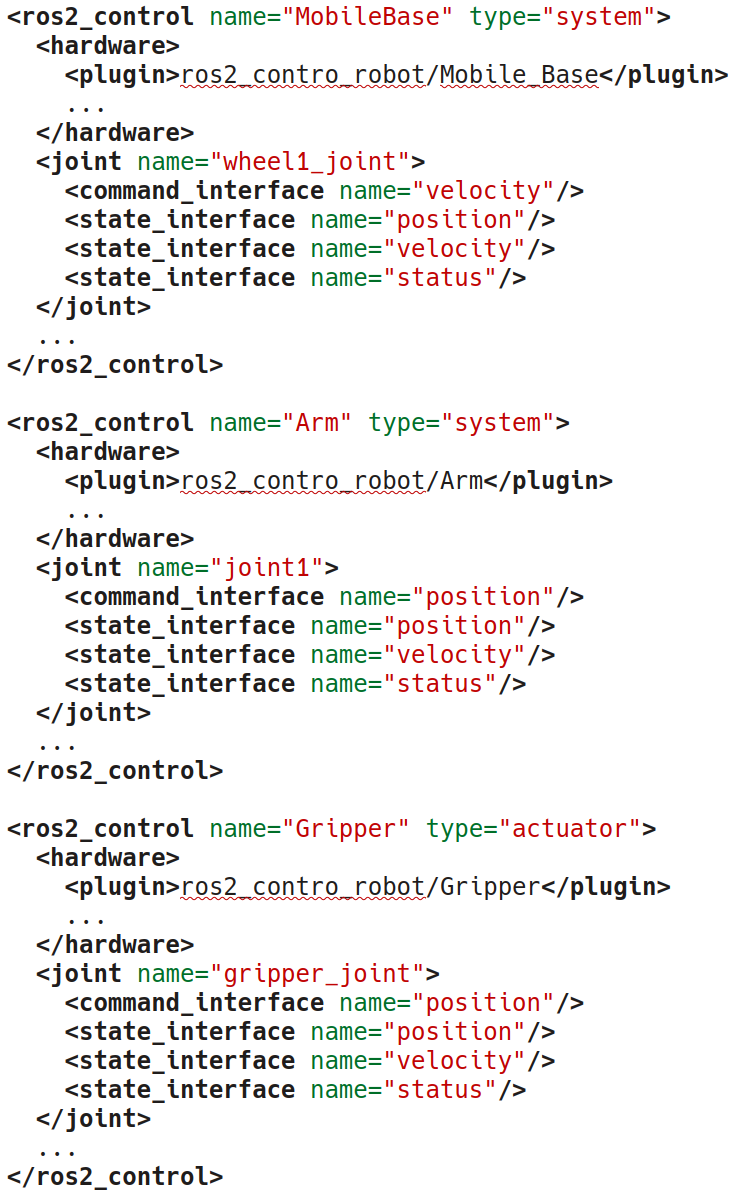 <ros2_control name="MobileBase" type="system">
  <hardware>
    <plugin>ros2_contro_robot/Mobile_Base</plugin>
    ...
  </hardware>
  <joint name="wheel1_joint">
    <command_interface name="velocity"/>
    <state_interface name="position"/>
    <state_interface name="velocity"/>
    <state_interface name="status"/>
  </joint>
  ...
</ros2_control>

<ros2_control name="Arm" type="system">
  <hardware>
    <plugin>ros2_contro_robot/Arm</plugin>
    ...
  </hardware>
  <joint name="joint1">
    <command_interface name="position"/>
    <state_interface name="position"/>
    <state_interface name="velocity"/>
    <state_interface name="status"/>
  </joint>
  ...
</ros2_control>

<ros2_control name="Gripper" type="actuator">
  <hardware>
    <plugin>ros2_contro_robot/Gripper</plugin>
    ...
  </hardware>
  <joint name="gripper_joint">
    <command_interface name="position"/>
    <state_interface name="position"/>
    <state_interface name="velocity"/>
    <state_interface name="status"/>
  </joint>
  ...
</ros2_control>